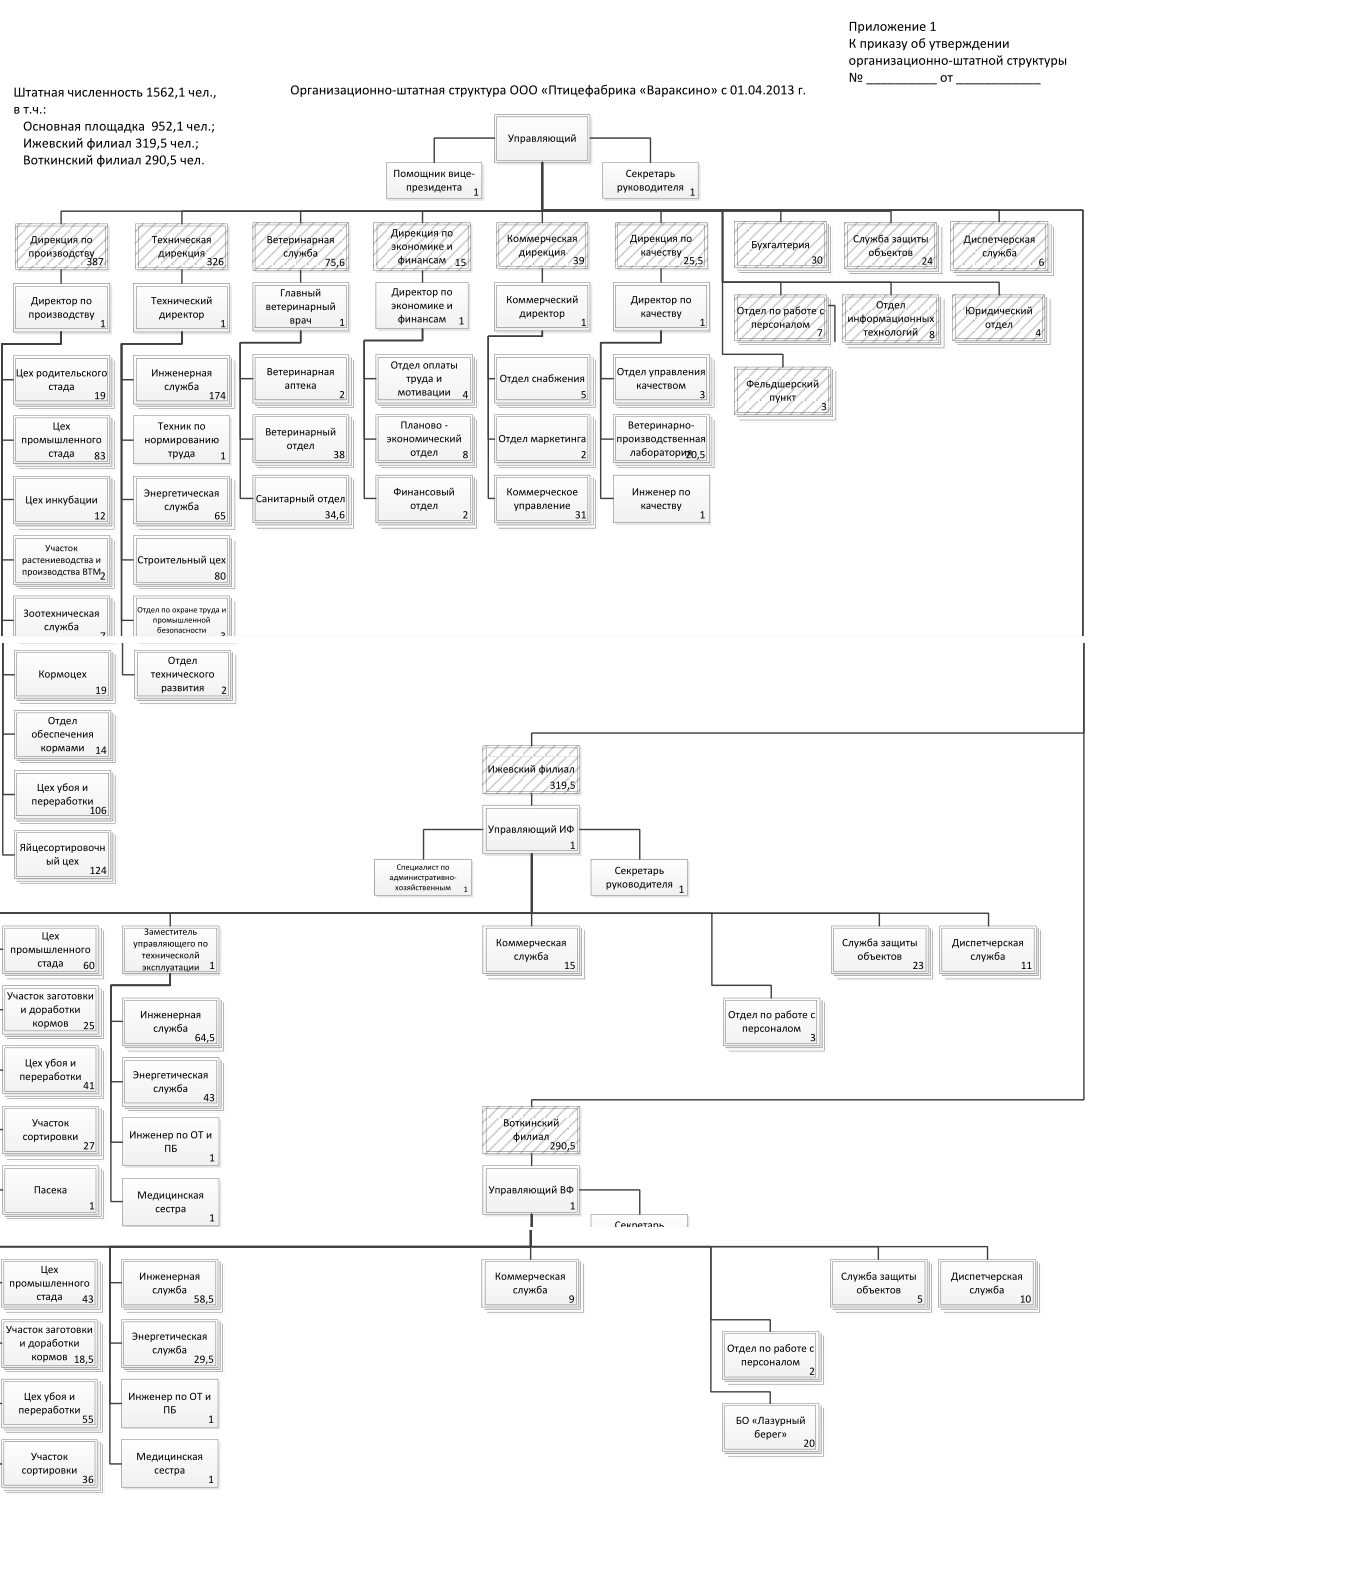 Приложение 1
К приказу об утверждении
организационно-штатной структуры
№ __________ от ____________
Штатная численность 1562,1 чел.,
в т.ч.:
Основная площадка 952,1 чел.;
Ижевский филиал 319,5 чел.;
Воткинский филиал 290,5 чел.
Организационно-штатная структура ООО «Птицефабрика «Вараксино» с 01.04.2013 г.
Управляющий
Помощник вице-
президента
1
Секретарь
руководителя
1
Дирекция по
производству
387
Техническая
дирекция
326
Ветеринарная
служба
75,6
Дирекция по
экономике и
финансам
15
Коммерческая
дирекция
39
Дирекция по
качеству
25,5
Бухгалтерия
30
Служба защиты
объектов
24
Диспетчерская
служба
6
Директор по
производству
1
Технический
директор
1
Главный
ветеринарный
врач
1
Директор по
экономике и
финансам
1
Коммерческий
директор
1
Директор по
качеству
1
Отдел по работе с
персоналом
7
Отдел
информационных
технологий
8
Юридический
отдел
4
Цех родительского
стада
19
Инженерная
служба
174
Ветеринарная
аптека
2
Отдел оплаты
труда и
мотивации
4
Отдел снабжения
5
Отдел управления
качеством
3
Фельдшерский
пункт
3
Цех
промышленного
стада
83
Техник по
нормированию
труда
1
Ветеринарный
отдел
38
Планово -
экономический
отдел
8
Отдел маркетинга
2
Ветеринарно-
производственная
лаборатория
20,5
Цех инкубации
12
Энергетическая
служба
65
Санитарный отдел
34,6
Финансовый
отдел
2
Коммерческое
управление
31
Инженер по
качеству
1
Участок
растениеводства и
производства ВТМ
2
Строительный цех
80
Зоотехническая
служба
7
Отдел по охране труда и
промышленной
безопасности
3
Кормоцех
19
Отдел
технического
развития
2
Отдел
обеспечения
кормами
14
Цех убоя и
переработки
106
Яйцесортировочн
ый цех
124
Ижевский филиал
319,5
Управляющий ИФ
1
Специалист по
административно-
хозяйственным
1
Секретарь
руководителя
1
Цех
промышленного
стада
60
Заместитель
управляющего по
техническолй
эксплуатации
1
Коммерческая
служба
15
Служба защиты
объектов
23
Диспетчерская
служба
11
Участок заготовки
и доработки
кормов
25
Инженерная
служба
64,5
Отдел по работе с
персоналом
3
Цех убоя и
переработки
41
Энергетическая
служба
43
Участок
сортировки
27
Инженер по ОТ и
ПБ
1
Пасека
1
Медицинская
сестра
1
Воткинский
филиал
290,5
Управляющий ВФ
1
Секретарь
Цех
промышленного
стада
43
Инженерная
служба
58,5
Коммерческая
служба
9
Служба защиты
объектов
5
Диспетчерская
служба
10
Участок заготовки
и доработки
кормов
18,5
Энергетическая
служба
29,5
Отдел по работе с
персоналом
2
Цех убоя и
переработки
55
Инженер по ОТ и
ПБ
1
БО «Лазурный
берег»
20
Участок
сортировки
36
Медицинская
сестра
1